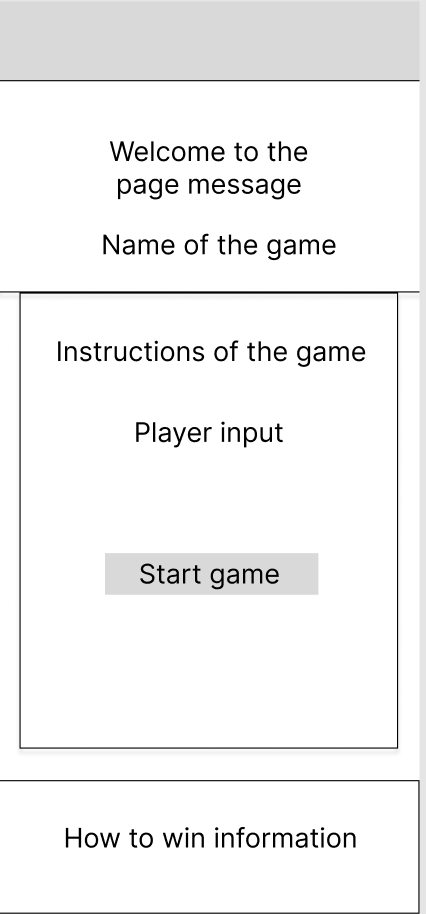 Welcome to the
page message
Name of the game
Instructions of the game
Player input
Start game
How to win information